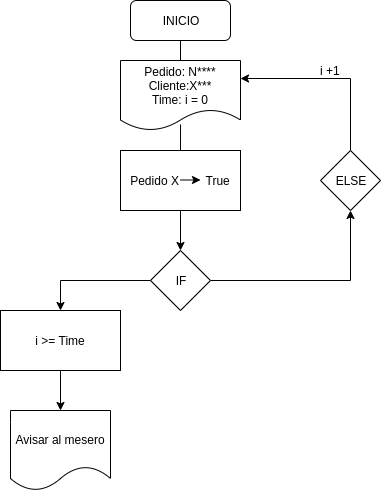 INICIO
Pedido: N****
Cliente:X***
Time: i = 0
i +1
Pedido X → True
ELSE
IF
i >= Time
Avisar al mesero